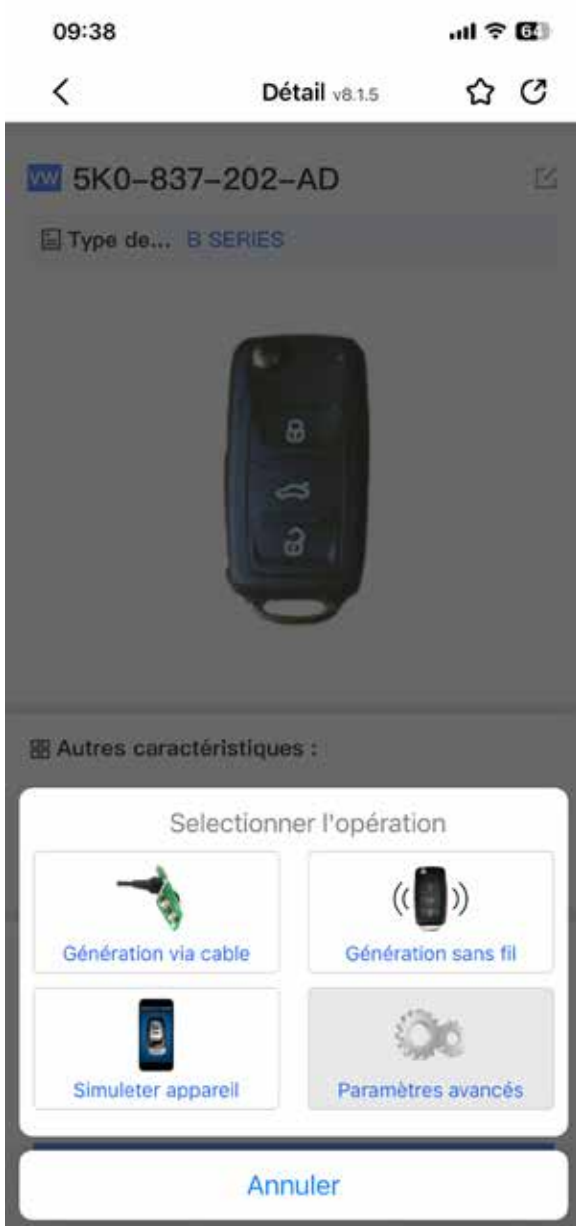 09:38
64
Détail v8.1.5
VW 5K0-837-202-AD
Type de... B SERIES
Autres caractéristiques :
Selectionner l'opération
Génération via cable
Génération sans fil
Simuleter appareil
Paramètres avancés
Annuler